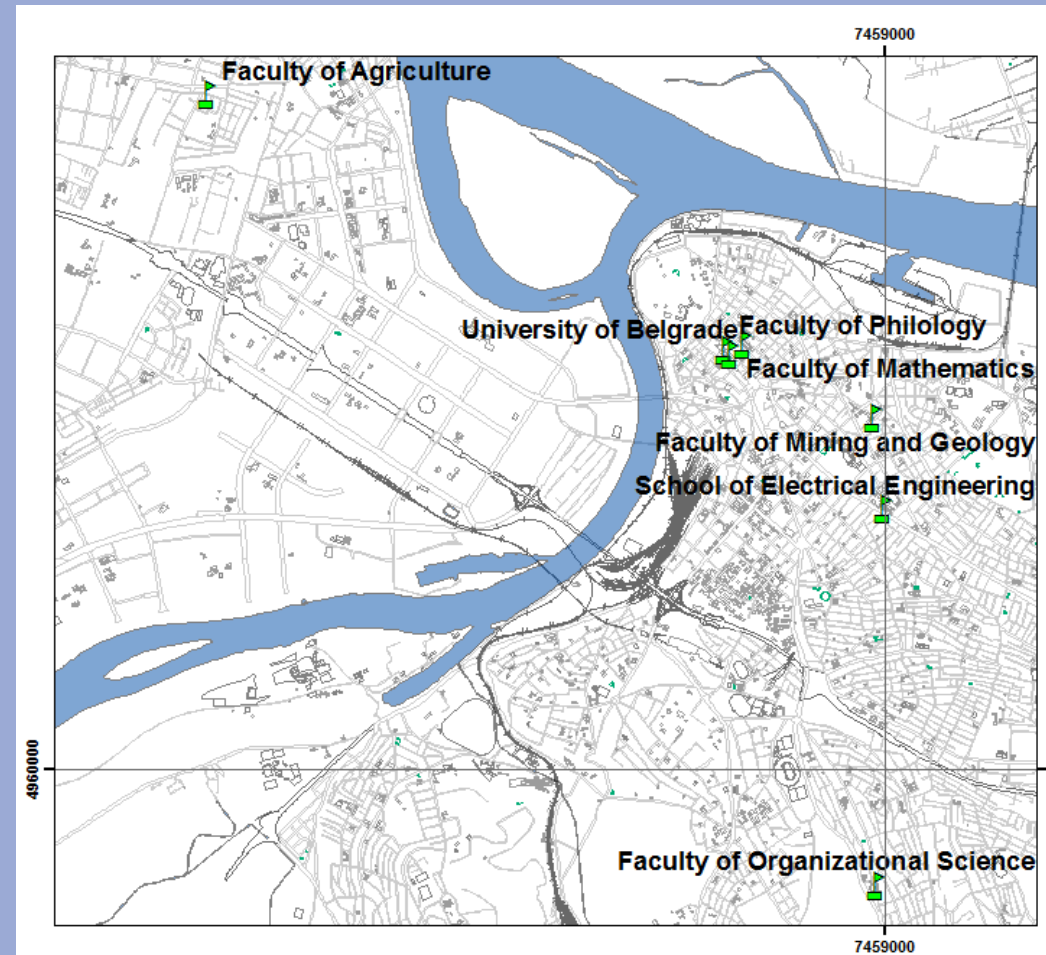 7459000
Faculty of Agriculture
University of Belgrade
Faculty of Philology
Faculty of Mathematics
Faculty of Mining and Geology
School of Electrical Engineering
4960000
Faculty of Organizational Science
7459000